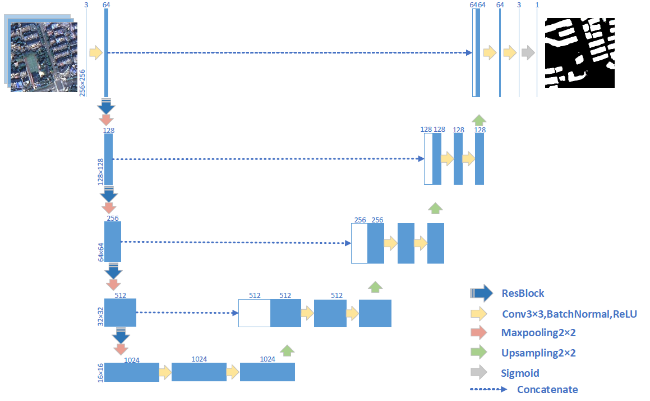 3 64 64 64 64 3 1
256×256
128 128 128 128 128
128×128
256 256 256
64×64
512 512 512 512
32×32
1024 1024 1024
16×16
ResBlock
Conv3×3,BatchNormal,ReLU
Maxpooling2×2
Upsampling2×2
Sigmoid
Concatenate